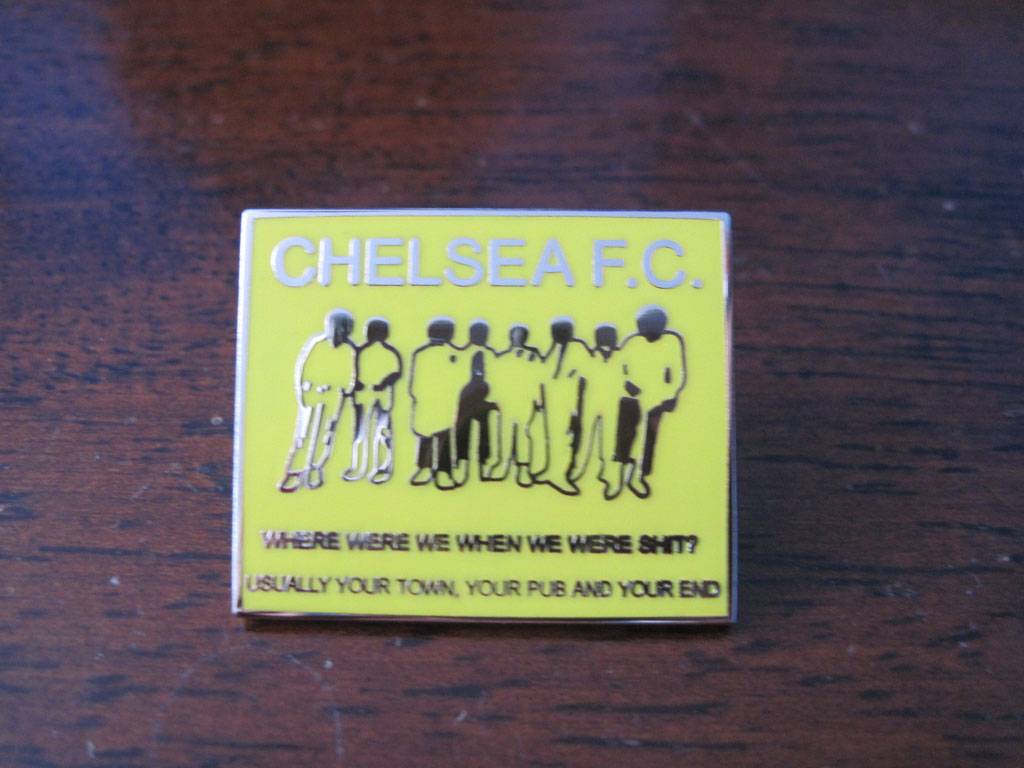 CHELSEA F.C.
WHERE WERE WE WHEN WE WERE SHIT?
USUALLY YOUR TOWN, YOUR PUB AND YOUR END